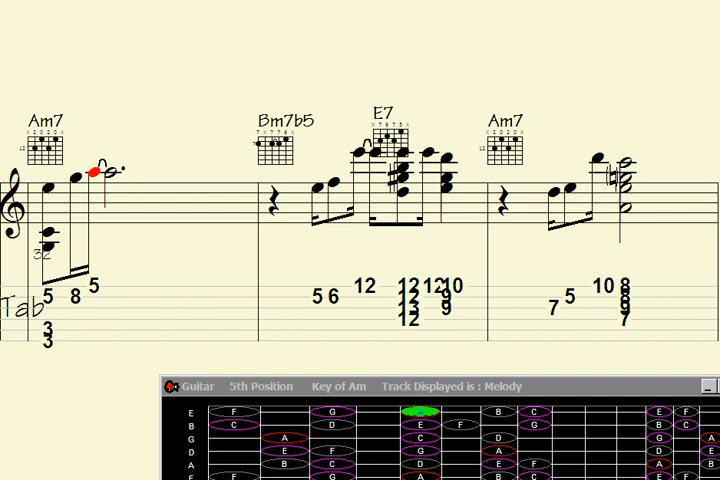 Am7 Bm7b5 E7 Am7
32
5 8 5 5 6 12 12 12 10 7 5 10 8
3 12 9 8
3 13 9 9
12 7
Tab
Guitar 5th Position Key of Am Track Displayed is : Melody
E F G A B C E F
B C D E F G B C
G A C D G A
D E F G A D E
A B C D E F A B